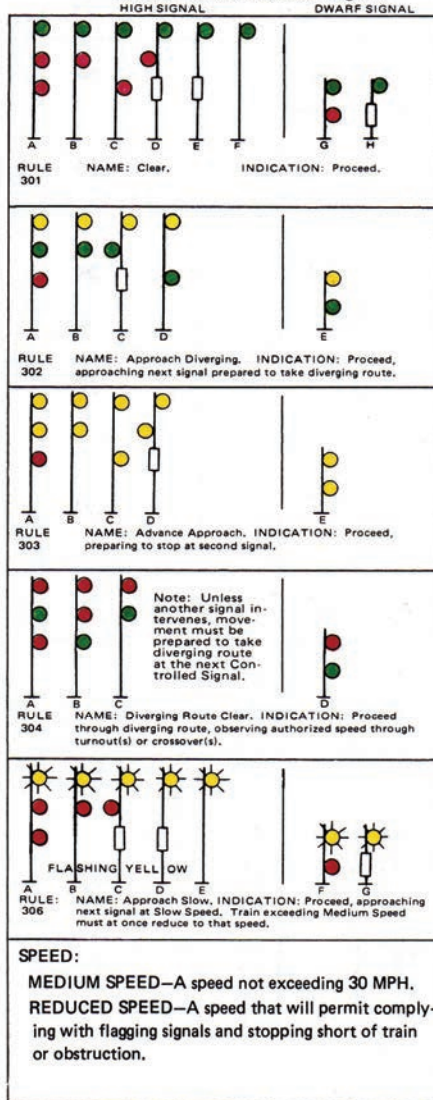 HIGH SIGNAL DWARF SIGNAL
A B C D E F G H
RULE NAME: Clear. INDICATION: Proceed.
301
A B C D E
RULE NAME: Approach Diverging. INDICATION: Proceed,
302 approaching next signal prepared to take diverging route.
A B C D E
RULE NAME: Advance Approach. INDICATION: Proceed,
303 preparing to stop at second signal.
Note: Unless
another signal in-
tervenes, move-
ment must be
prepared to take
diverging route
at the next Con-
trolled Signal.
A B C D
RULE NAME: Diverging Route Clear. INDICATION: Proceed
304 through diverging route, observing authorized speed through
turnout(s) or crossover(s).
FLASHING YELLOW
A B C D E F G
RULE: NAME: Approach Slow. INDICATION: Proceed, approaching
306 next signal at Slow Speed. Train exceeding Medium Speed
must at once reduce to that speed.
SPEED:
MEDIUM SPEED—A speed not exceeding 30 MPH.
REDUCED SPEED—A speed that will permit comply-
ing with flagging signals and stopping short of train
or obstruction.